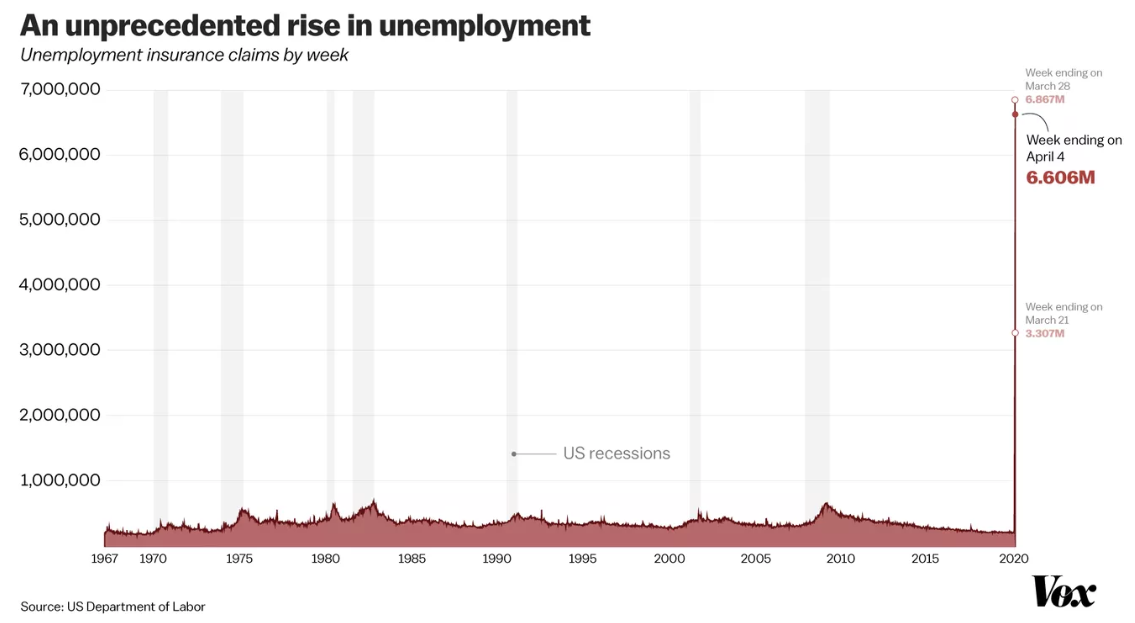 An unprecedented rise in unemployment
Unemployment insurance claims by week
7,000,000
6,000,000
5,000,000
4,000,000
3,000,000
2,000,000
1,000,000
Week ending on
March 28
6.867M
Week ending on
April 4
6.606M
Week ending on
March 21
3.307M
US recessions
1967 1970 1975 1980 1985 1990 1995 2000 2005 2010 2015 2020
Source: US Department of Labor
Vox